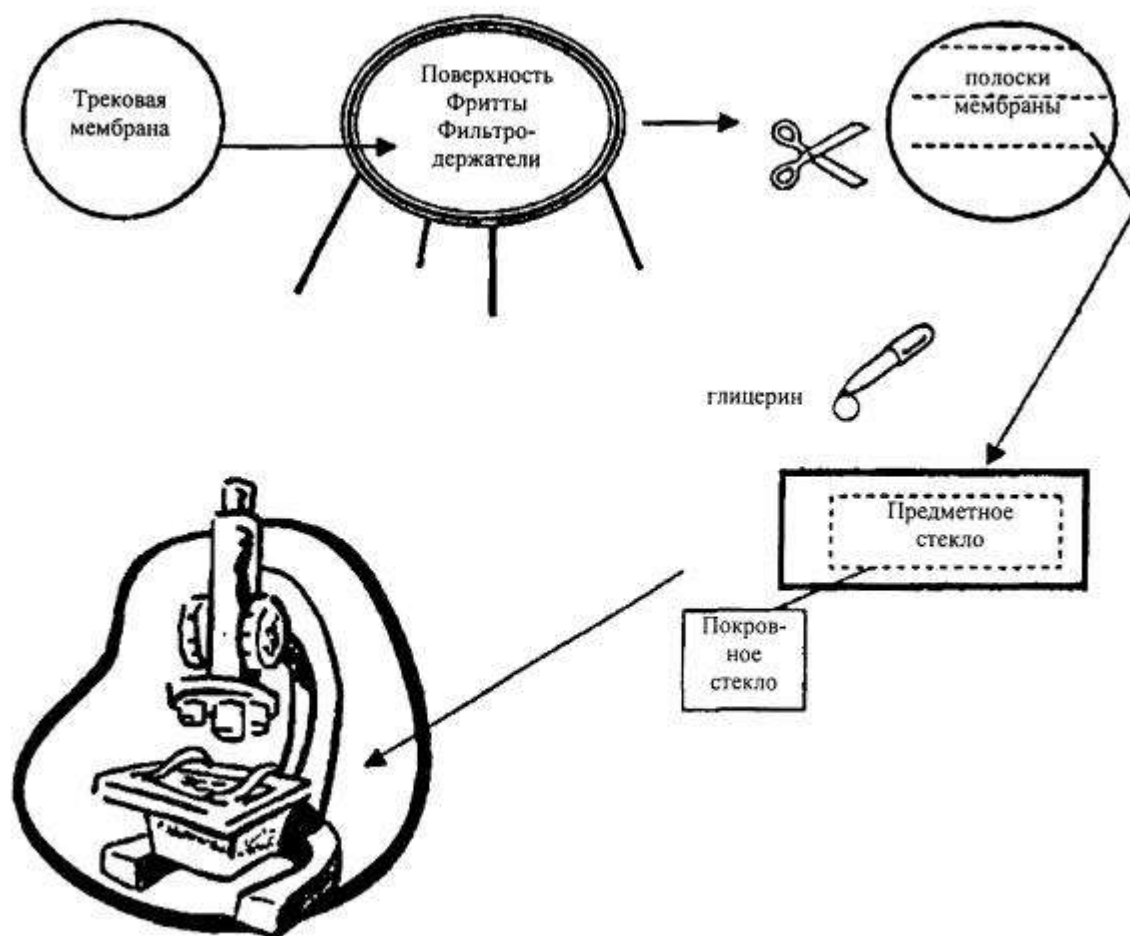 Трековая
мембрана
Поверхность
Фритты
Фильтро-
держатели
полоски
мембраны
глицерин
Предметное
стекло
Покров-
ное
стекло